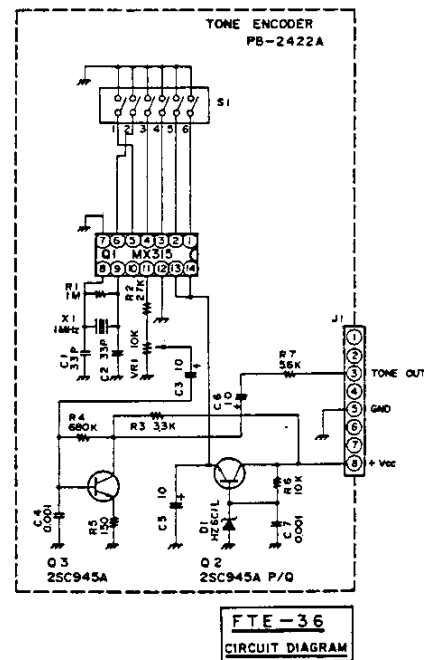 TONE ENCODER
PB-2422A
S1
1 2 3 4 5 6
7 6 5 4 3 2 1
Q1 MX315
8 9 10 11 12 13 14
R1
1M
R2
2.7K
X1
1MHz
C1
33P
C2 33P
VR1 10K
C3 10
+
J1
1
2
3 TONE OUT
4
5 GND
6
7
8 + Vcc
R7
56K
C6
+
R4
680K
R3 3.3K
C4
0.001
R5
150
C5 10
+
D1
HZ6C1L
R6
10K
C7
0.001
Q3
2SC945A
Q2
2SC945A P/Q
FTE-36
CIRCUIT DIAGRAM